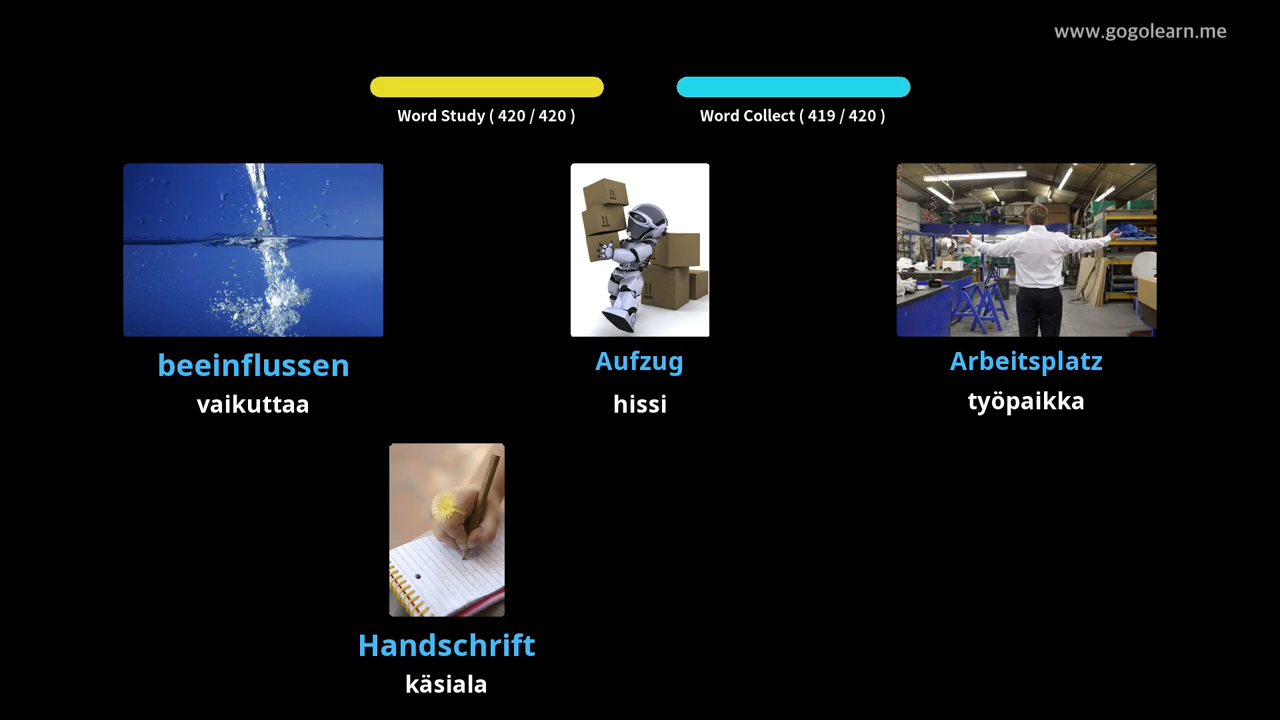 www.gogolearn.me
Word Study ( 420 / 420 )
Word Collect ( 419 / 420 )
beeinflussen
vaikuttaa
Aufzug
hissi
Arbeitsplatz
työpaikka
Handschrift
käsiala